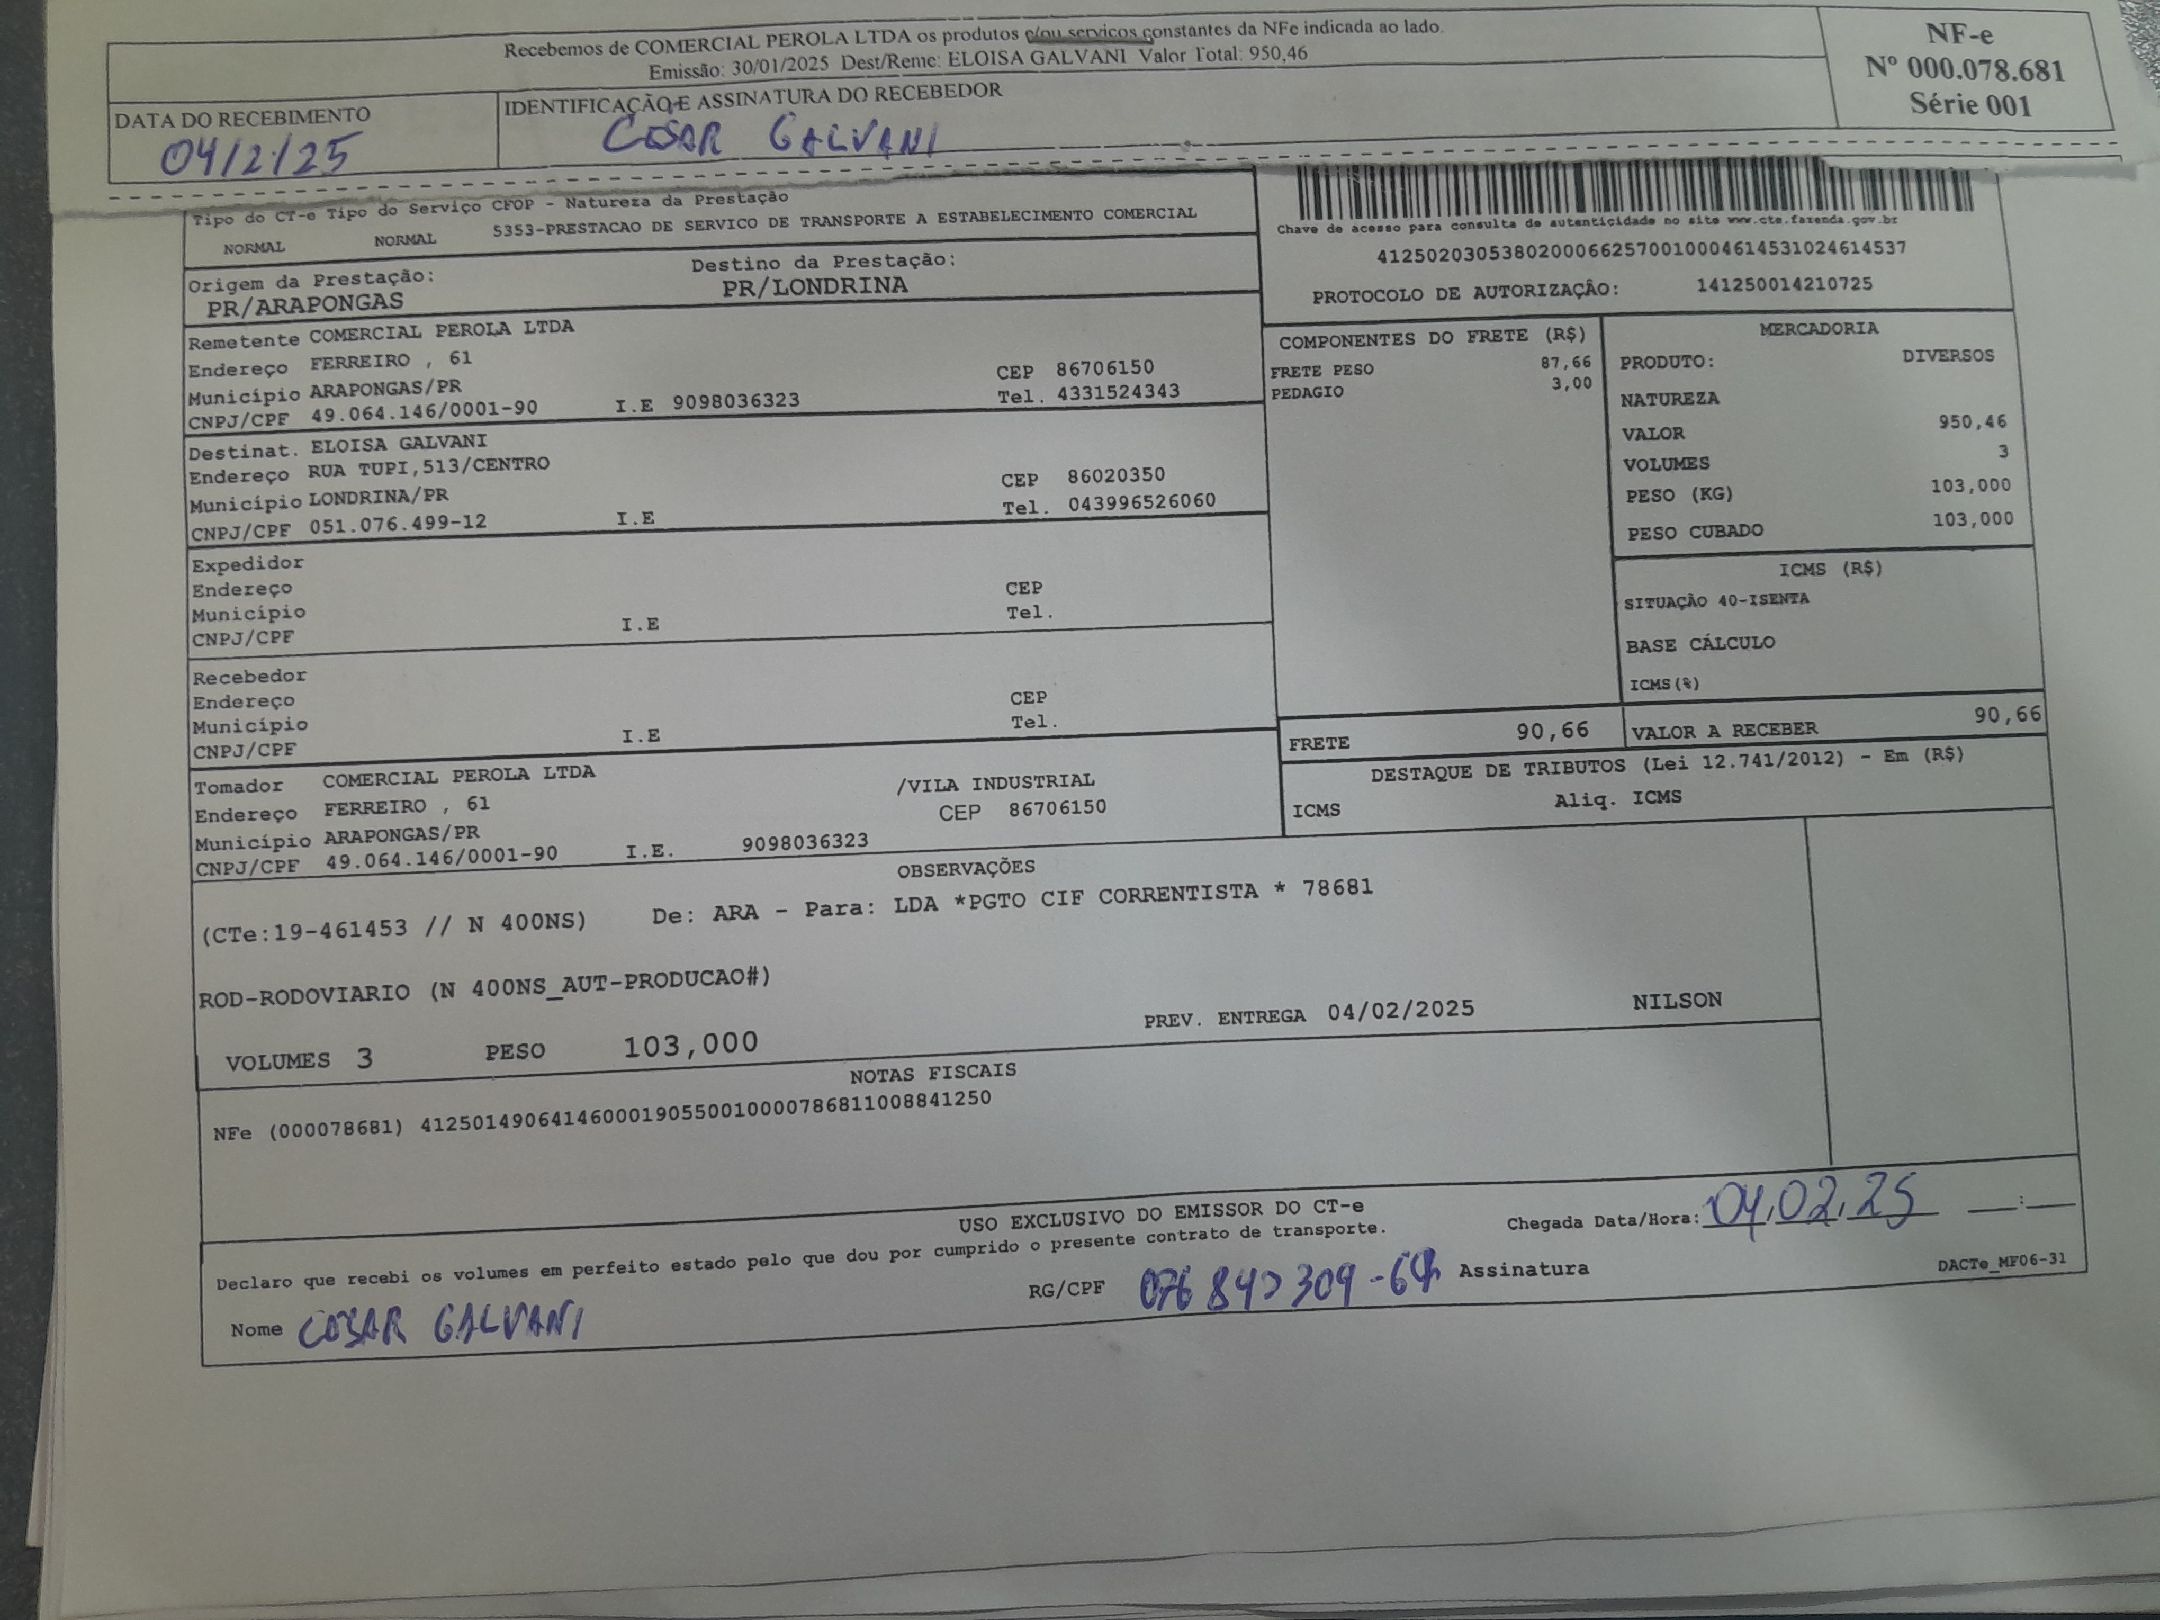 Recebemos de COMERCIAL PEROLA LTDA os produtos e/ou serviços constantes da NFe indicada ao lado.
Emissão: 30/01/2025 Dest/Reme: ELOISA GALVANI Valor Total: 950,46
NF-e
Nº 000.078.681
Série 001
DATA DO RECEBIMENTO
04/2/25
IDENTIFICAÇÃO E ASSINATURA DO RECEBEDOR
CESAR GALVANI
Tipo do CT-e Tipo do Serviço CFOP - Natureza da Prestação
NORMAL NORMAL 5353-PRESTACAO DE SERVICO DE TRANSPORTE A ESTABELECIMENTO COMERCIAL
Chave de acesso para consulta de autenticidade no site www.cte.fazenda.gov.br
41250203053802000662570010004614531024614537
PROTOCOLO DE AUTORIZAÇÃO: 141250014210725
Origem da Prestação: Destino da Prestação:
PR/ARAPONGAS PR/LONDRINA
Remetente COMERCIAL PEROLA LTDA
Endereço FERREIRO , 61
Município ARAPONGAS/PR CEP 86706150
CNPJ/CPF 49.064.146/0001-90 I.E 9098036323 Tel. 4331524343
Destinat. ELOISA GALVANI
Endereço RUA TUPI,513/CENTRO
Município LONDRINA/PR CEP 86020350
CNPJ/CPF 051.076.499-12 I.E Tel. 043996526060
Expedidor
Endereço CEP
Município Tel.
CNPJ/CPF I.E
Recebedor
Endereço CEP
Município Tel.
CNPJ/CPF I.E
Tomador COMERCIAL PEROLA LTDA /VILA INDUSTRIAL
Endereço FERREIRO , 61 CEP 86706150
Município ARAPONGAS/PR
CNPJ/CPF 49.064.146/0001-90 I.E. 9098036323
COMPONENTES DO FRETE (R$)
FRETE PESO 87,66
PEDAGIO 3,00
MERCADORIA
PRODUTO: DIVERSOS
NATUREZA
VALOR 950,46
VOLUMES 3
PESO (KG) 103,000
PESO CUBADO 103,000
ICMS (R$)
SITUAÇÃO 40-ISENTA
BASE CÁLCULO
ICMS(%)
FRETE 90,66 VALOR A RECEBER 90,66
DESTAQUE DE TRIBUTOS (Lei 12.741/2012) - Em (R$)
ICMS Aliq. ICMS
OBSERVAÇÕES
(CTe:19-461453 // N 400NS) De: ARA - Para: LDA *PGTO CIF CORRENTISTA * 78681
ROD-RODOVIARIO (N 400NS_AUT-PRODUCAO#)
VOLUMES 3 PESO 103,000 PREV. ENTREGA 04/02/2025 NILSON
NOTAS FISCAIS
NFe (000078681) 41250149064146000190550010000786811008841250
USO EXCLUSIVO DO EMISSOR DO CT-e
Declaro que recebi os volumes em perfeito estado pelo que dou por cumprido o presente contrato de transporte.
Chegada Data/Hora: 04.02.25 __:__
Nome CESAR GALVANI RG/CPF Assinatura
DACTe_MF06-31